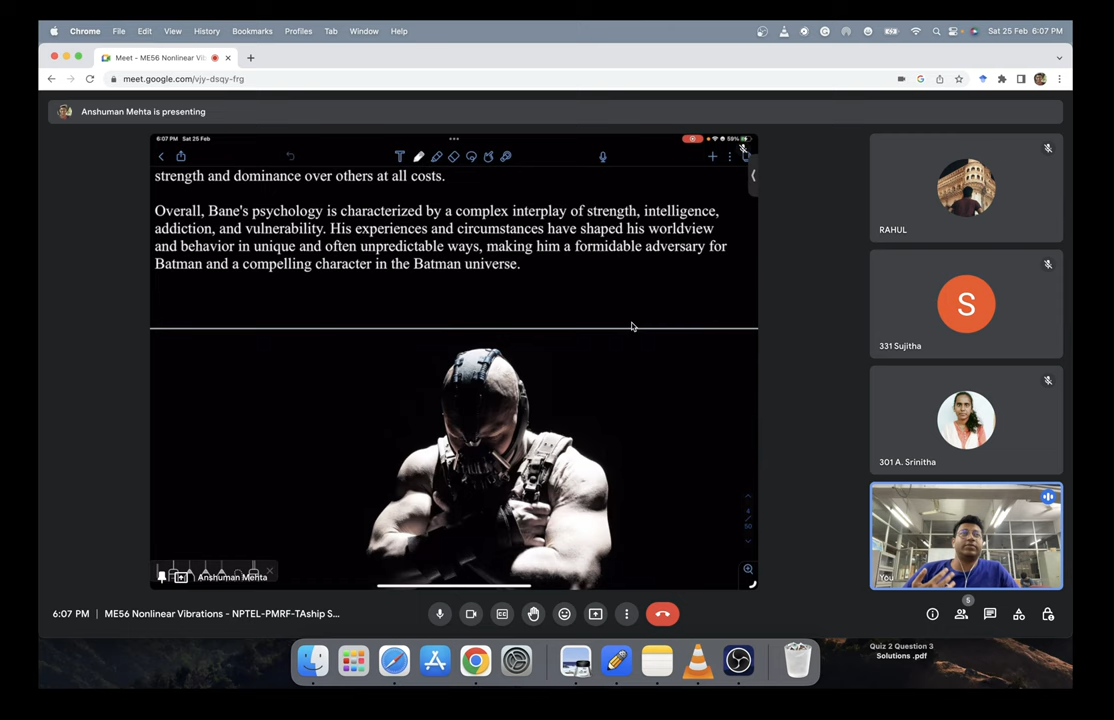 Chrome File Edit View History Bookmarks Profiles Tab Window Help Sat 25 Feb 6:07 PM
Meet - ME56 Nonlinear Vib
meet.google.com/vjy-dsqy-frg
Anshuman Mehta is presenting
6:07 PM Sat 25 Feb 59%
strength and dominance over others at all costs.
Overall, Bane's psychology is characterized by a complex interplay of strength, intelligence,
addiction, and vulnerability. His experiences and circumstances have shaped his worldview
and behavior in unique and often unpredictable ways, making him a formidable adversary for
Batman and a compelling character in the Batman universe.
4
50
Anshuman Mehta
RAHUL
S
331 Sujitha
301 A. Srinitha
You
6:07 PM | ME56 Nonlinear Vibrations - NPTEL-PMRF-TAship S...
5
Quiz 2 Question 3
Solutions .pdf